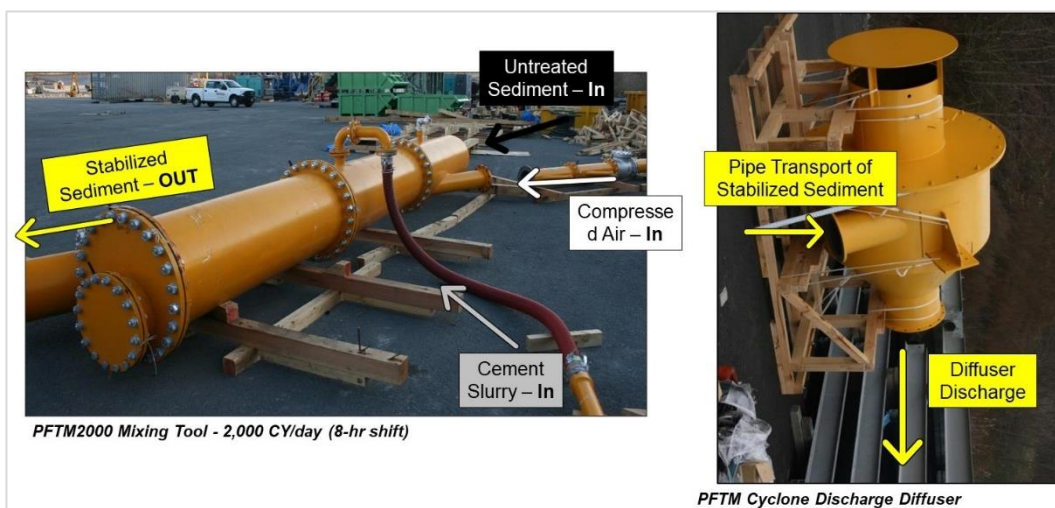 Untreated
Sediment – In
Stabilized
Sediment – OUT
Compresse
d Air – In
Cement
Slurry – In
PFTM2000 Mixing Tool - 2,000 CY/day (8-hr shift)
Pipe Transport of
Stabilized Sediment
Diffuser
Discharge
PFTM Cyclone Discharge Diffuser